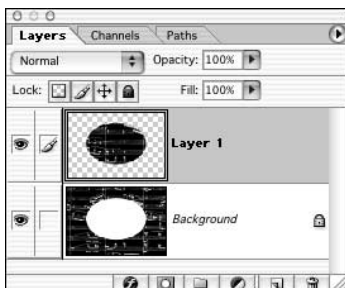 Layers Channels Paths
Normal Opacity: 100%
Lock: Fill: 100%
Layer 1
Background